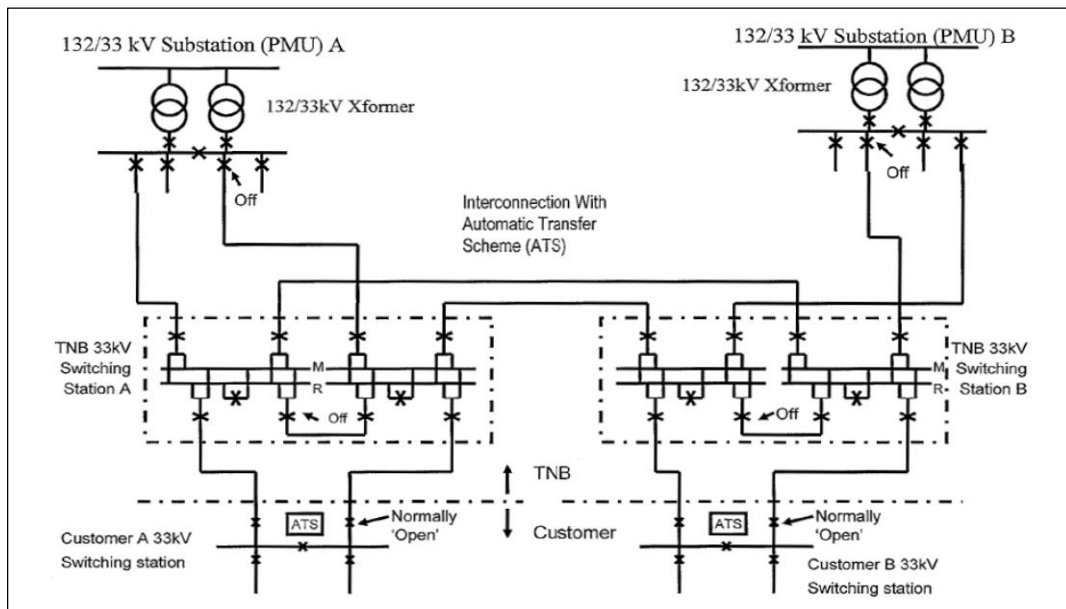 132/33 kV Substation (PMU) A
132/33 kV Substation (PMU) B
132/33kV Xformer
132/33kV Xformer
Off
Off
Interconnection With
Automatic Transfer
Scheme (ATS)
TNB 33kV
Switching
Station A
M
R
Off
M
R
TNB 33kV
Switching
Station B
Off
TNB
Customer
ATS
Normally
'Open'
Customer A 33kV
Switching station
ATS
Normally
'Open'
Customer B 33kV
Switching station